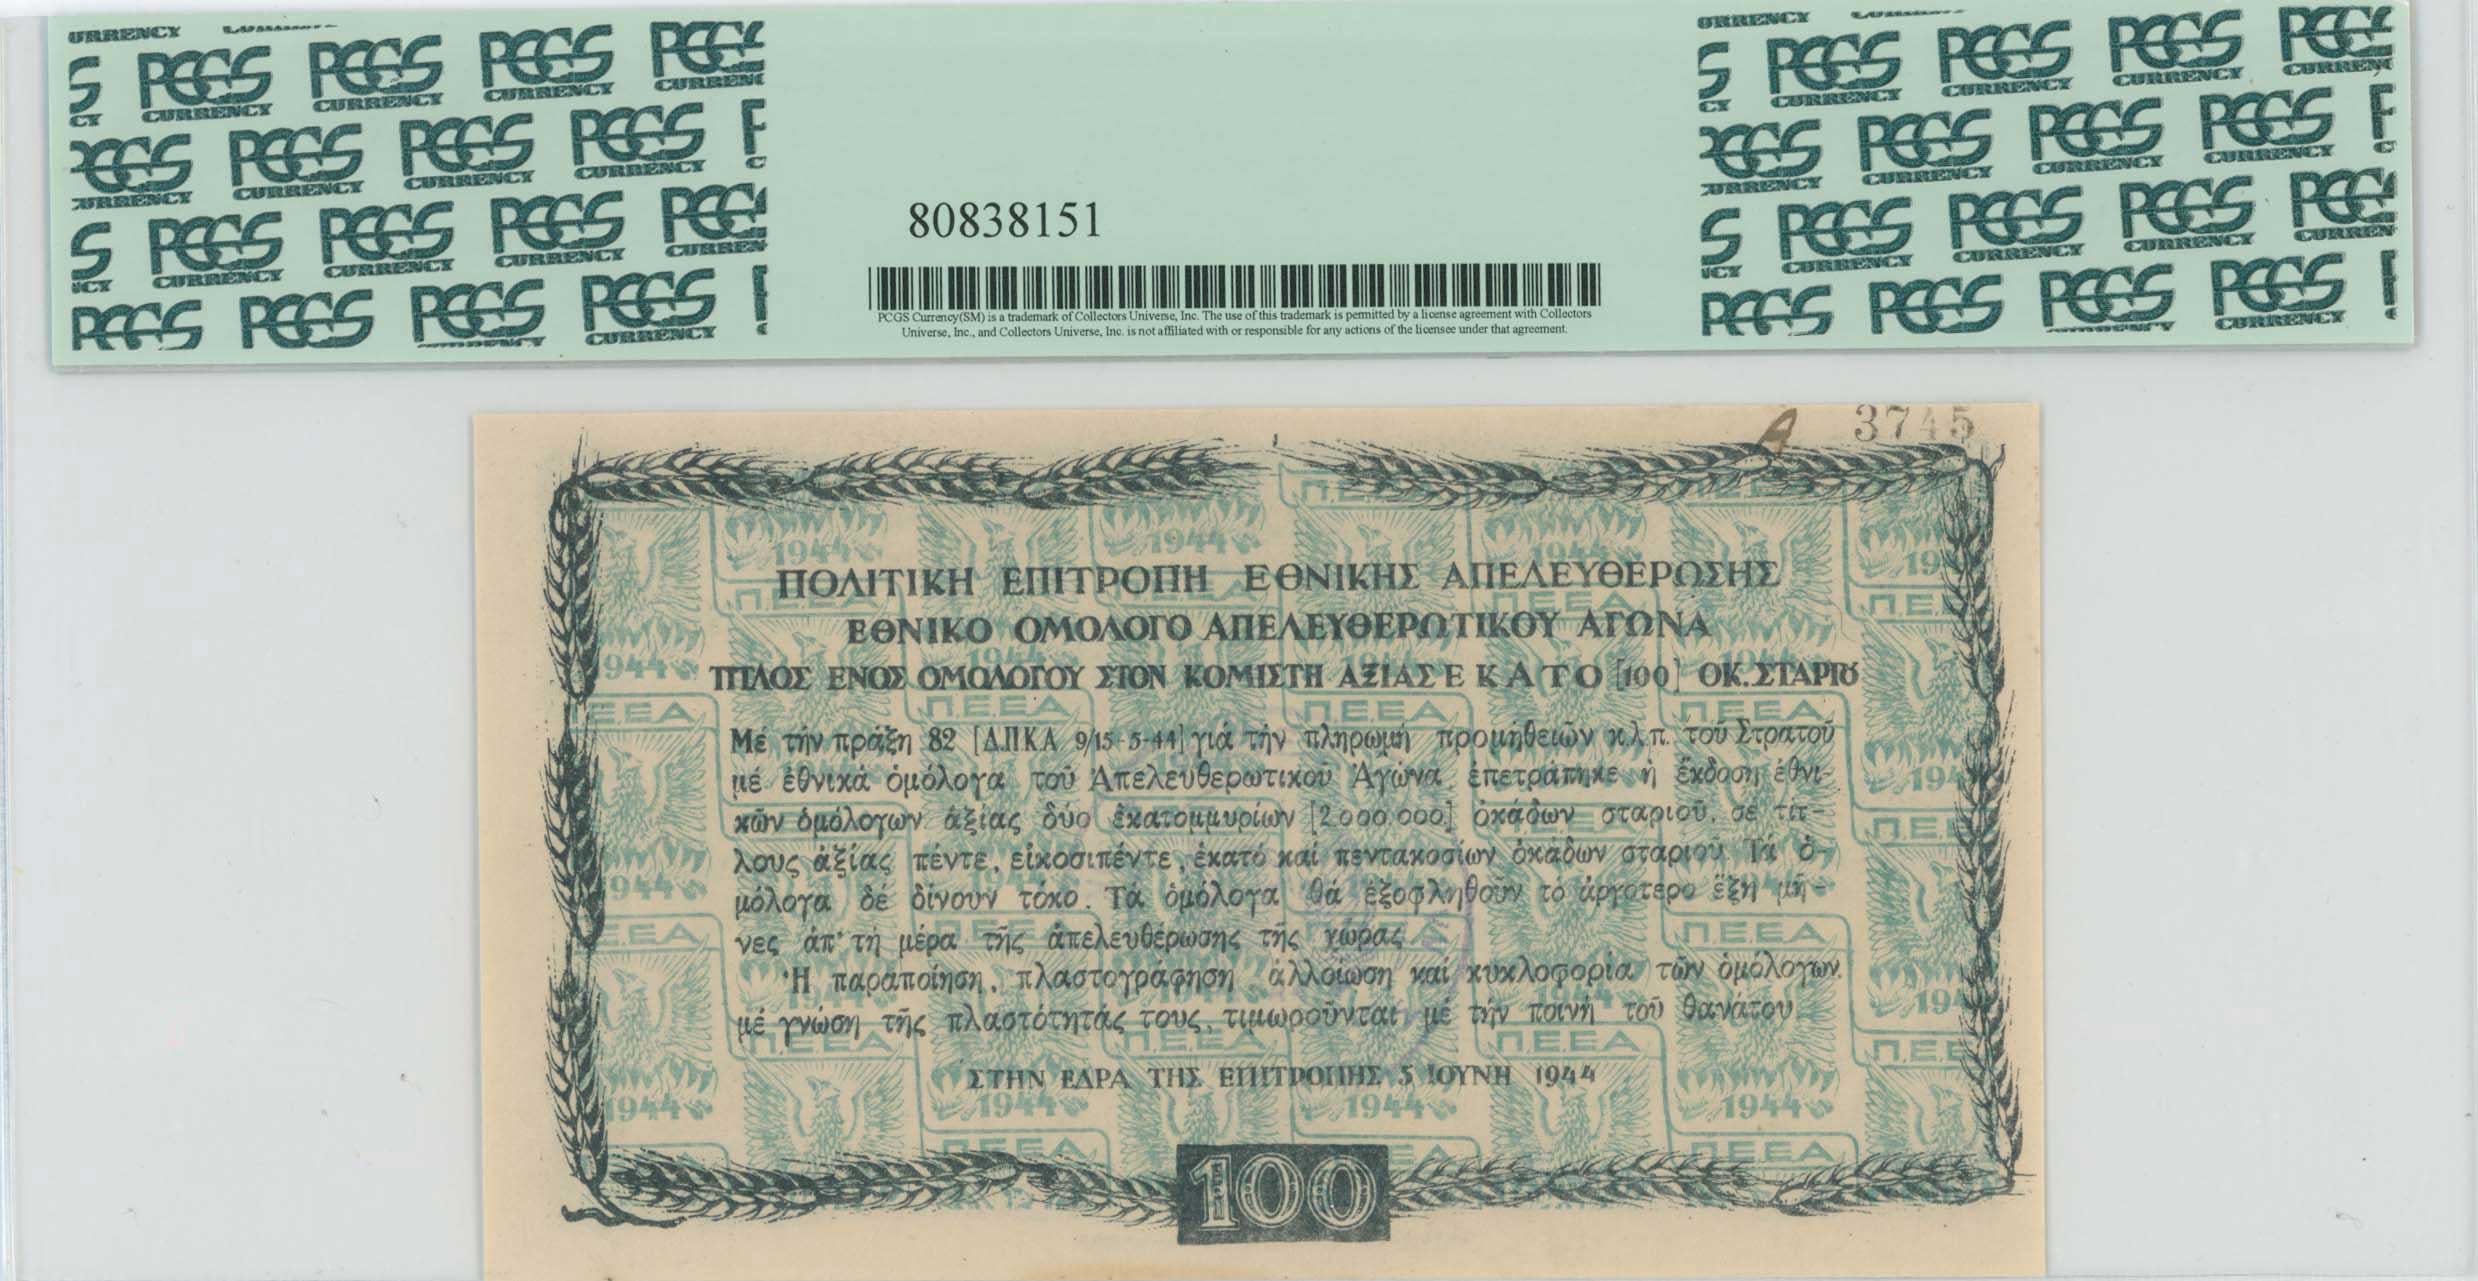 80838151
PCGS Currency(SM) is a trademark of Collectors Universe, Inc. The use of this trademark is permitted by a license agreement with Collectors
Universe, Inc., and Collectors Universe, Inc. is not affiliated with or responsible for any actions of the licensee under that agreement.
PCGS CURRENCY
A 3745
ΠΟΛΙΤΙΚΗ ΕΠΙΤΡΟΠΗ ΕΘΝΙΚΗΣ ΑΠΕΛΕΥΘΕΡΩΣΗΣ
ΕΘΝΙΚΟ ΟΜΟΛΟΓΟ ΑΠΕΛΕΥΘΕΡΩΤΙΚΟΥ ΑΓΩΝΑ
ΤΙΤΛΟΣ ΕΝΟΣ ΟΜΟΛΟΓΟΥ ΣΤΟΝ ΚΟΜΙΣΤΗ ΑΞΙΑΣ ΕΚΑΤΟ [100] ΟΚ. ΣΤΑΡΙȢ
Μέ τήν πράξη 82 [Δ.ΠΚΑ 9/15-5-44] γιά τήν πληρωμή προμηθειῶν κ.λ.π. τοῦ Στρατοῦ
μέ ἐθνικά ὁμόλογα τοῦ Ἀπελευθερωτικοῦ Ἀγώνα ἐπετράπηκε ἡ ἔκδοση ἐθνι-
κῶν ὁμόλογων ἀξίας δύο ἑκατομμυρίων [2.000.000] ὀκάδων σταριοῦ, σέ τίτ-
λους ἀξίας πέντε, εἰκοσιπέντε, ἑκατό καί πεντακοσίων ὀκάδων σταριοῦ. Τά ὁ-
μόλογα δέ δίνουν τόκο. Τά ὁμόλογα θά ἐξοφληθοῦν τό ἀργότερο ἕξη μῆ-
νες ἀπ' τή μέρα τῆς ἀπελευθέρωσης τῆς χώρας.
Ἡ παραποίηση, πλαστογράφηση ἀλλοίωση καί κυκλοφορία τῶν ὁμόλογων,
μέ γνώση τῆς πλαστότητάς τους, τιμωροῦνται μέ τήν ποινή τοῦ θανάτου.
ΣΤΗΝ ΕΔΡΑ ΤΗΣ ΕΠΙΤΡΟΠΗΣ 5 ΙΟΥΝΗ 1944
100
Π.Ε.Ε.Α
1944